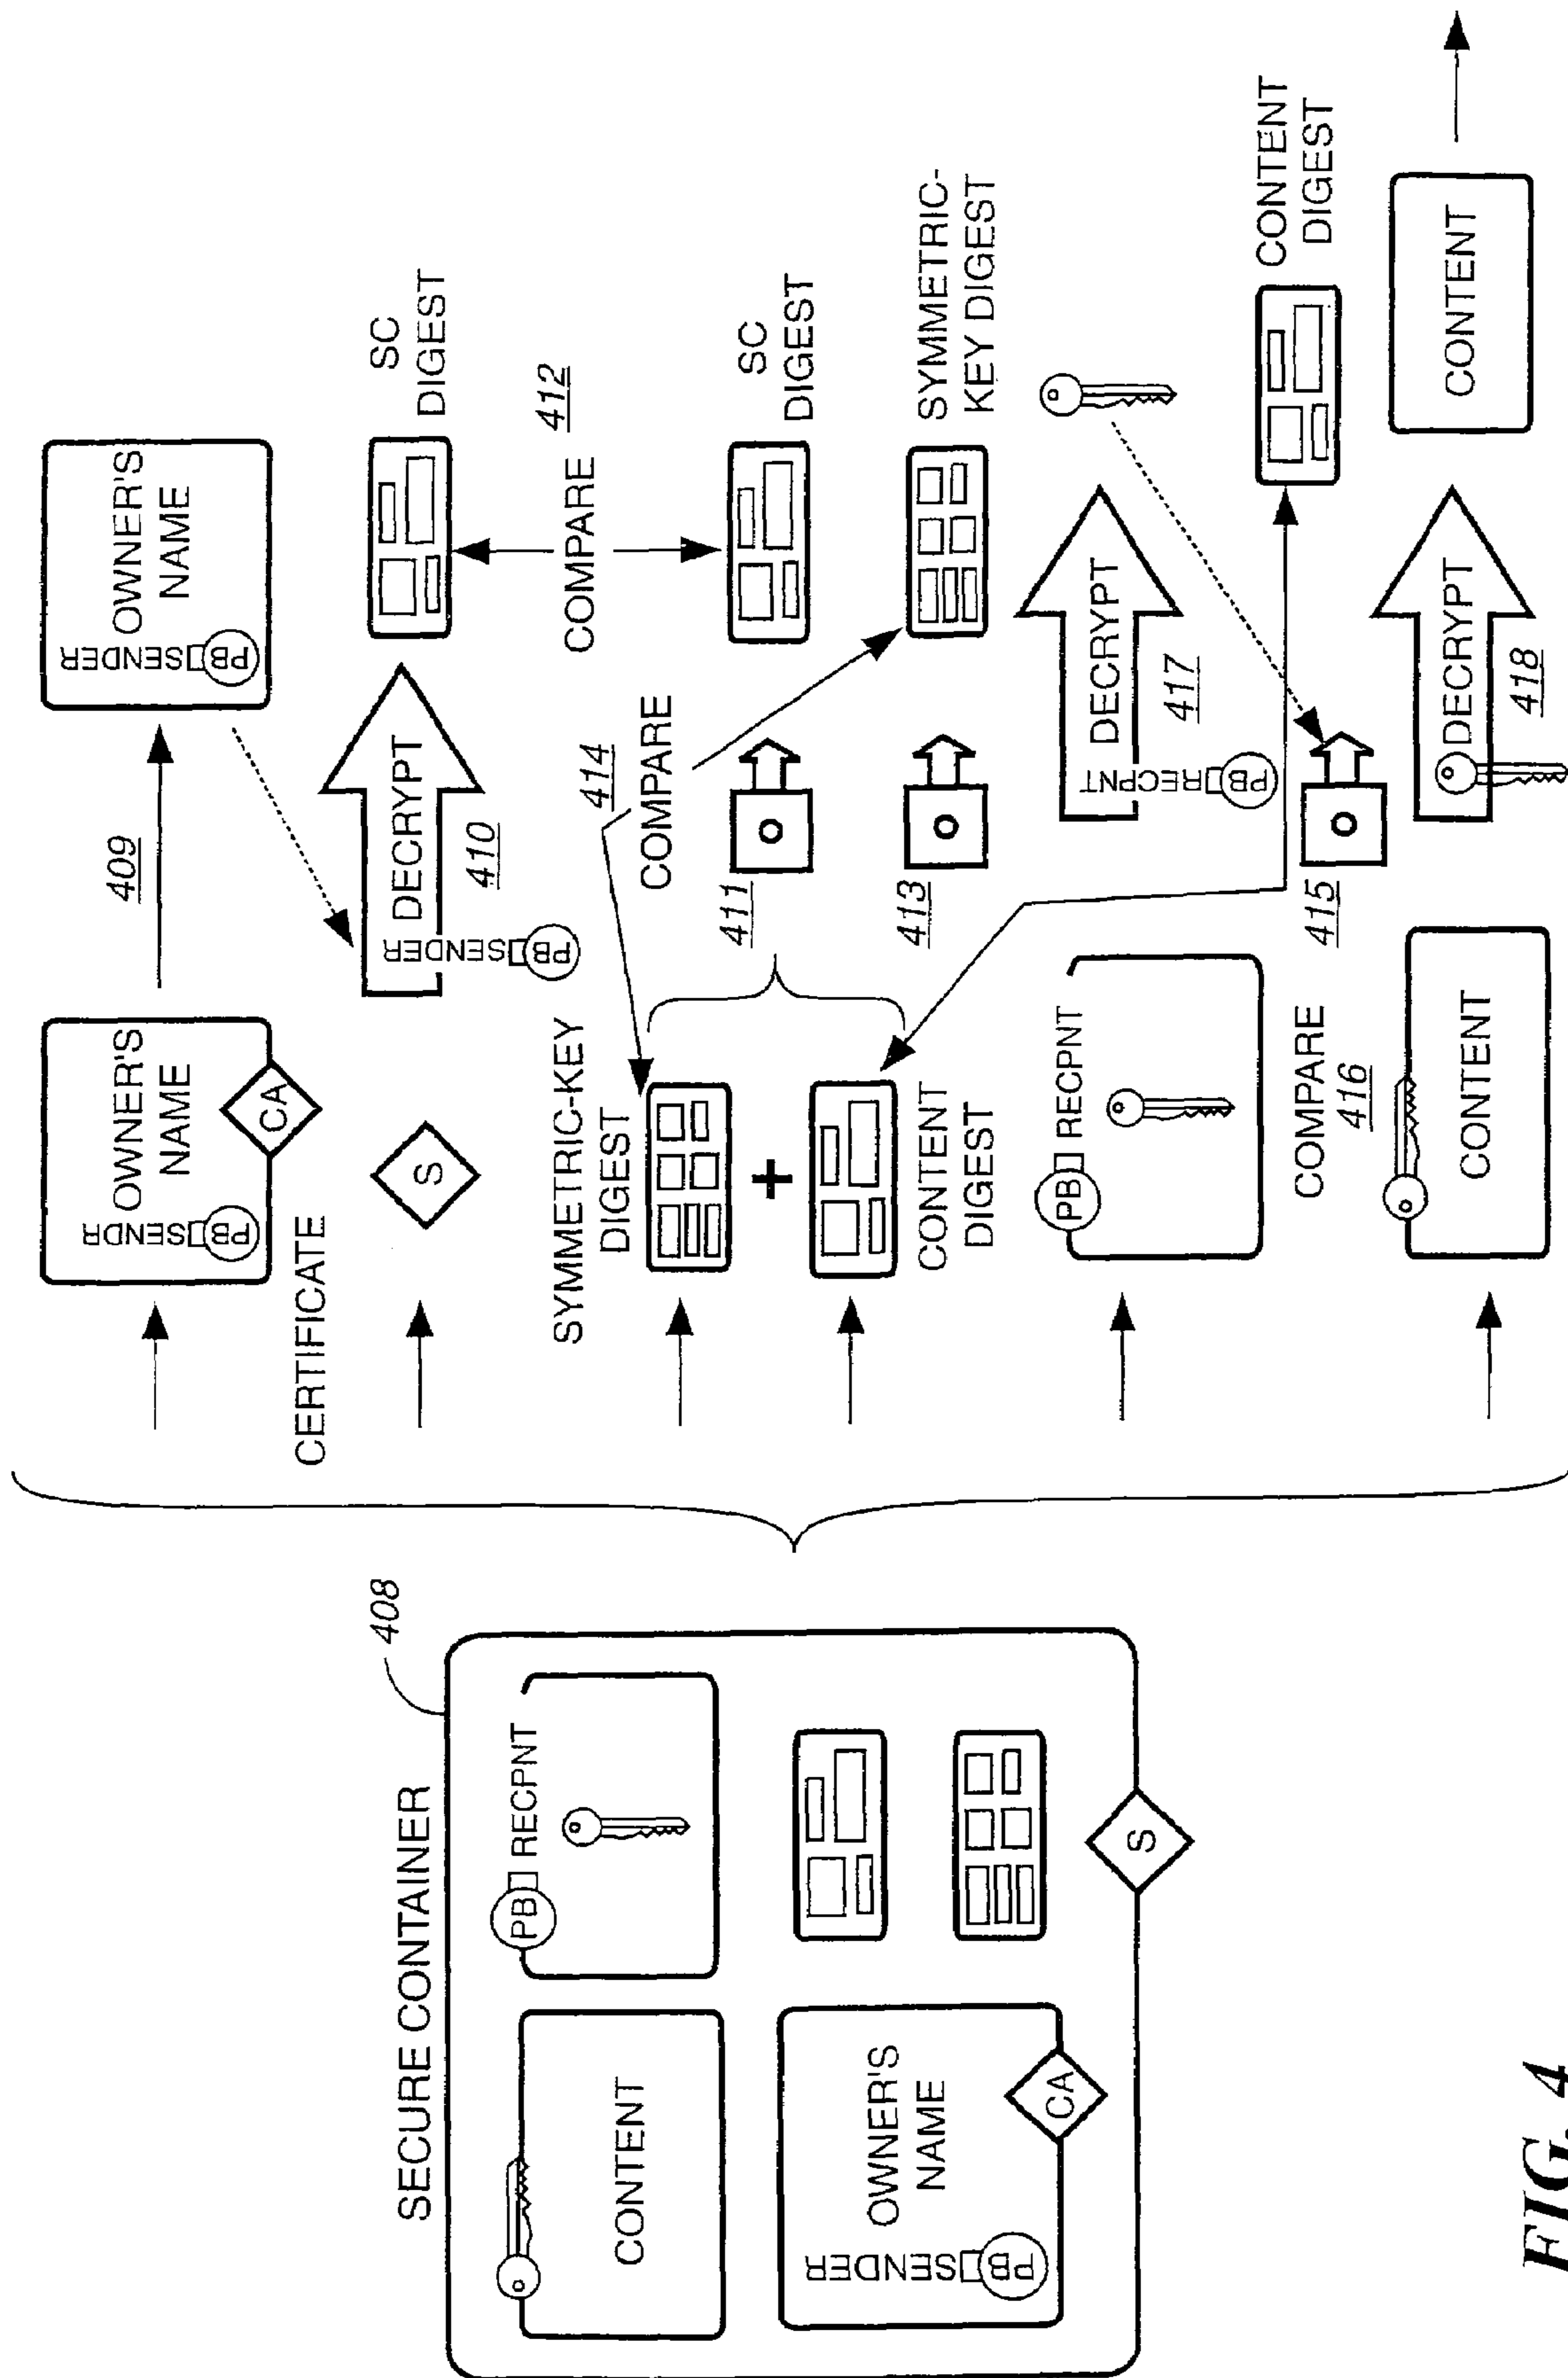 SECURE CONTAINER
408
CONTENT
PB RECPNT
OWNER'S
NAME
SENDER
PB
CA
S
OWNER'S
NAME
SENDR
PB
CA
CERTIFICATE
409
OWNER'S
NAME
SENDER
PB
S
DECRYPT
SENDER
PB
410
SC
DIGEST
COMPARE
412
SYMMETRIC-KEY
DIGEST
+
CONTENT
DIGEST
414
COMPARE
411
SC
DIGEST
413
SYMMETRIC-
KEY DIGEST
PB RECPNT
DECRYPT
RECPNT
PB
417
COMPARE
416
415
CONTENT
DIGEST
CONTENT
DECRYPT
418
CONTENT
FIG. 4